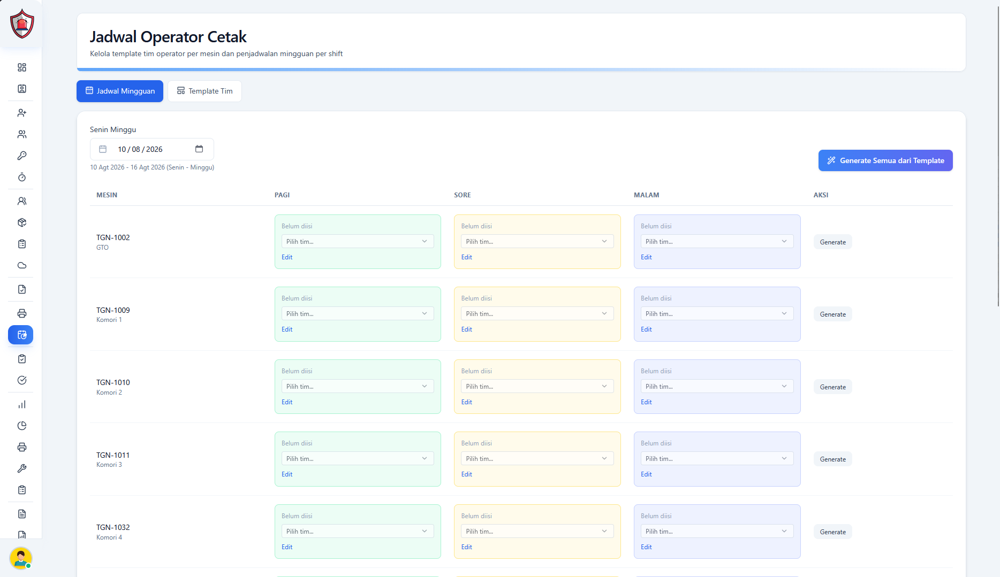 Jadwal Operator Cetak
Kelola template tim operator per mesin dan penjadwalan mingguan per shift
Jadwal Mingguan
Template Tim
Senin Minggu
10 / 08 / 2026
10 Agt 2026 - 16 Agt 2026 (Senin - Minggu)
Generate Semua dari Template
MESIN PAGI SORE MALAM AKSI
Belum diisi Belum diisi Belum diisi
TGN-1002
GTO
Pilih tim... Pilih tim... Pilih tim...
Generate
Edit Edit Edit
Belum diisi Belum diisi Belum diisi
TGN-1009
Komori 1
Pilih tim... Pilih tim... Pilih tim...
Generate
Edit Edit Edit
Belum diisi Belum diisi Belum diisi
TGN-1010
Komori 2
Pilih tim... Pilih tim... Pilih tim...
Generate
Edit Edit Edit
Belum diisi Belum diisi Belum diisi
TGN-1011
Komori 3
Pilih tim... Pilih tim... Pilih tim...
Generate
Edit Edit Edit
Belum diisi Belum diisi Belum diisi
TGN-1032
Komori 4
Pilih tim... Pilih tim... Pilih tim...
Generate
Edit Edit Edit